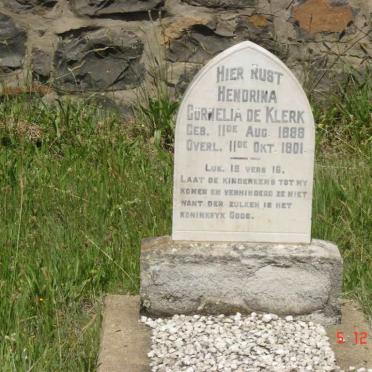 Hier Rust
Hendrina
Cornelia de Klerk
Geb. 11de Aug 1898
Overl. 11de Okt. 1901
Luk. 18 vers 16.
Laat de kinderkens tot my
komen en verhinderd ze niet
want der zulken is het
koninkryk Gods.
5 12